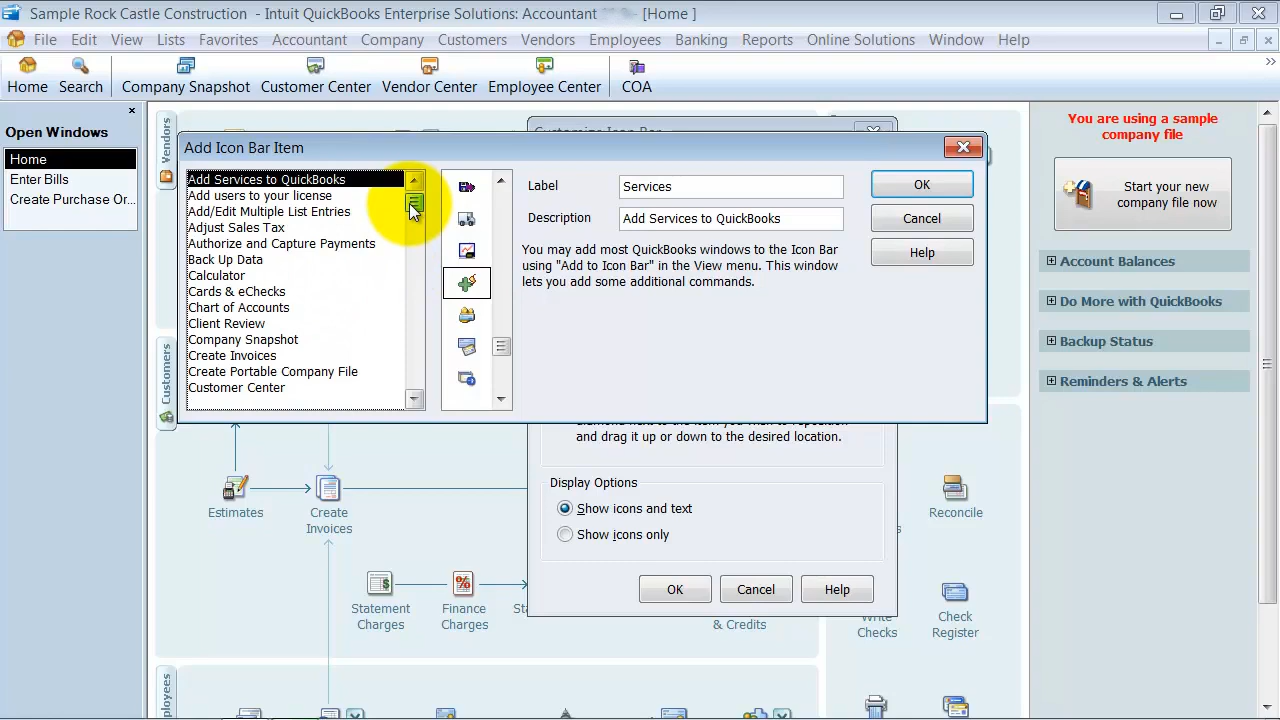 Sample Rock Castle Construction - Intuit QuickBooks Enterprise Solutions: Accountant
[Home ]
File Edit View Lists Favorites Accountant Company Customers Vendors Employees Banking Reports Online Solutions Window Help
Home Search Company Snapshot Customer Center Vendor Center Employee Center COA
Open Windows
Home
Enter Bills
Create Purchase Or...
Vendors
Customers
Add Icon Bar Item
Add Services to QuickBooks
Add users to your license
Add/Edit Multiple List Entries
Adjust Sales Tax
Authorize and Capture Payments
Back Up Data
Calculator
Cards & eChecks
Chart of Accounts
Client Review
Company Snapshot
Create Invoices
Create Portable Company File
Customer Center
Label
Services
Description
Add Services to QuickBooks
You may add most QuickBooks windows to the Icon Bar
using "Add to Icon Bar" in the View menu. This window
lets you add some additional commands.
OK
Cancel
Help
and drag it up or down to the desired location.
Display Options
Show icons and text
Show icons only
OK Cancel Help
Estimates
Create
Invoices
Statement
Charges
Finance
Charges
& Credits
Reconcile
Write
Checks
Check
Register
You are using a sample
company file
Start your new
company file now
Account Balances
Do More with QuickBooks
Backup Status
Reminders & Alerts